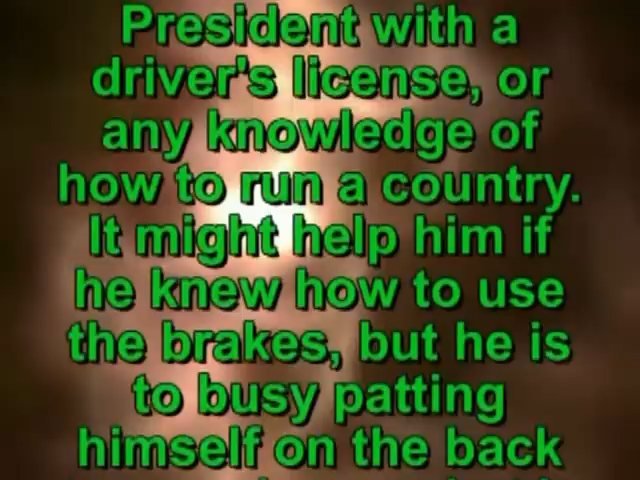 President with a
driver's license, or
any knowledge of
how to run a country.
It might help him if
he knew how to use
the brakes, but he is
to busy patting
himself on the back